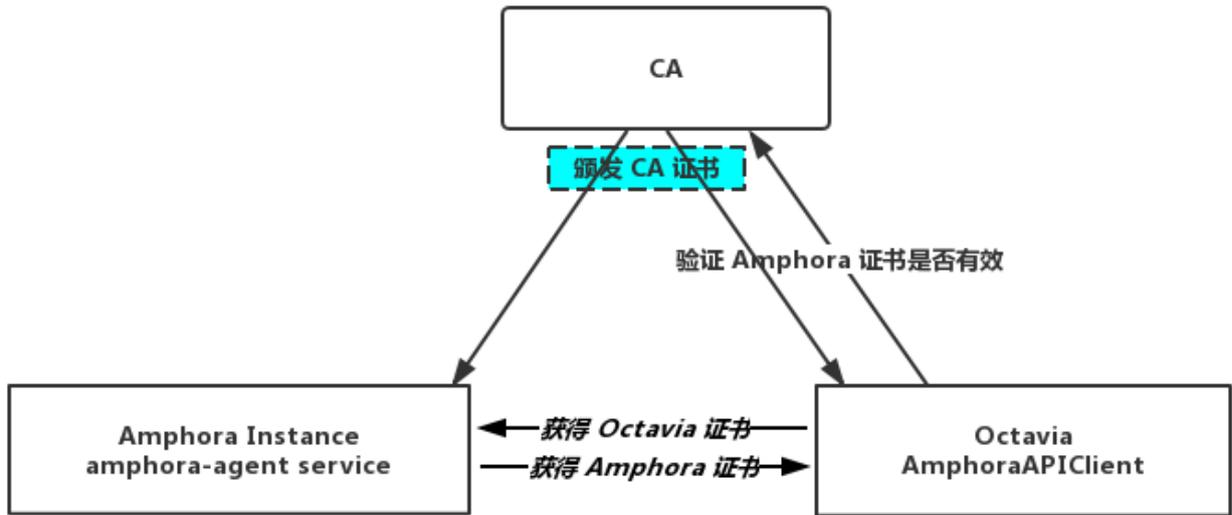 CA
颁发 CA 证书
验证 Amphora 证书是否有效
获得 Octavia 证书
获得 Amphora 证书
Amphora Instance
amphora-agent service
Octavia
AmphoraAPIClient